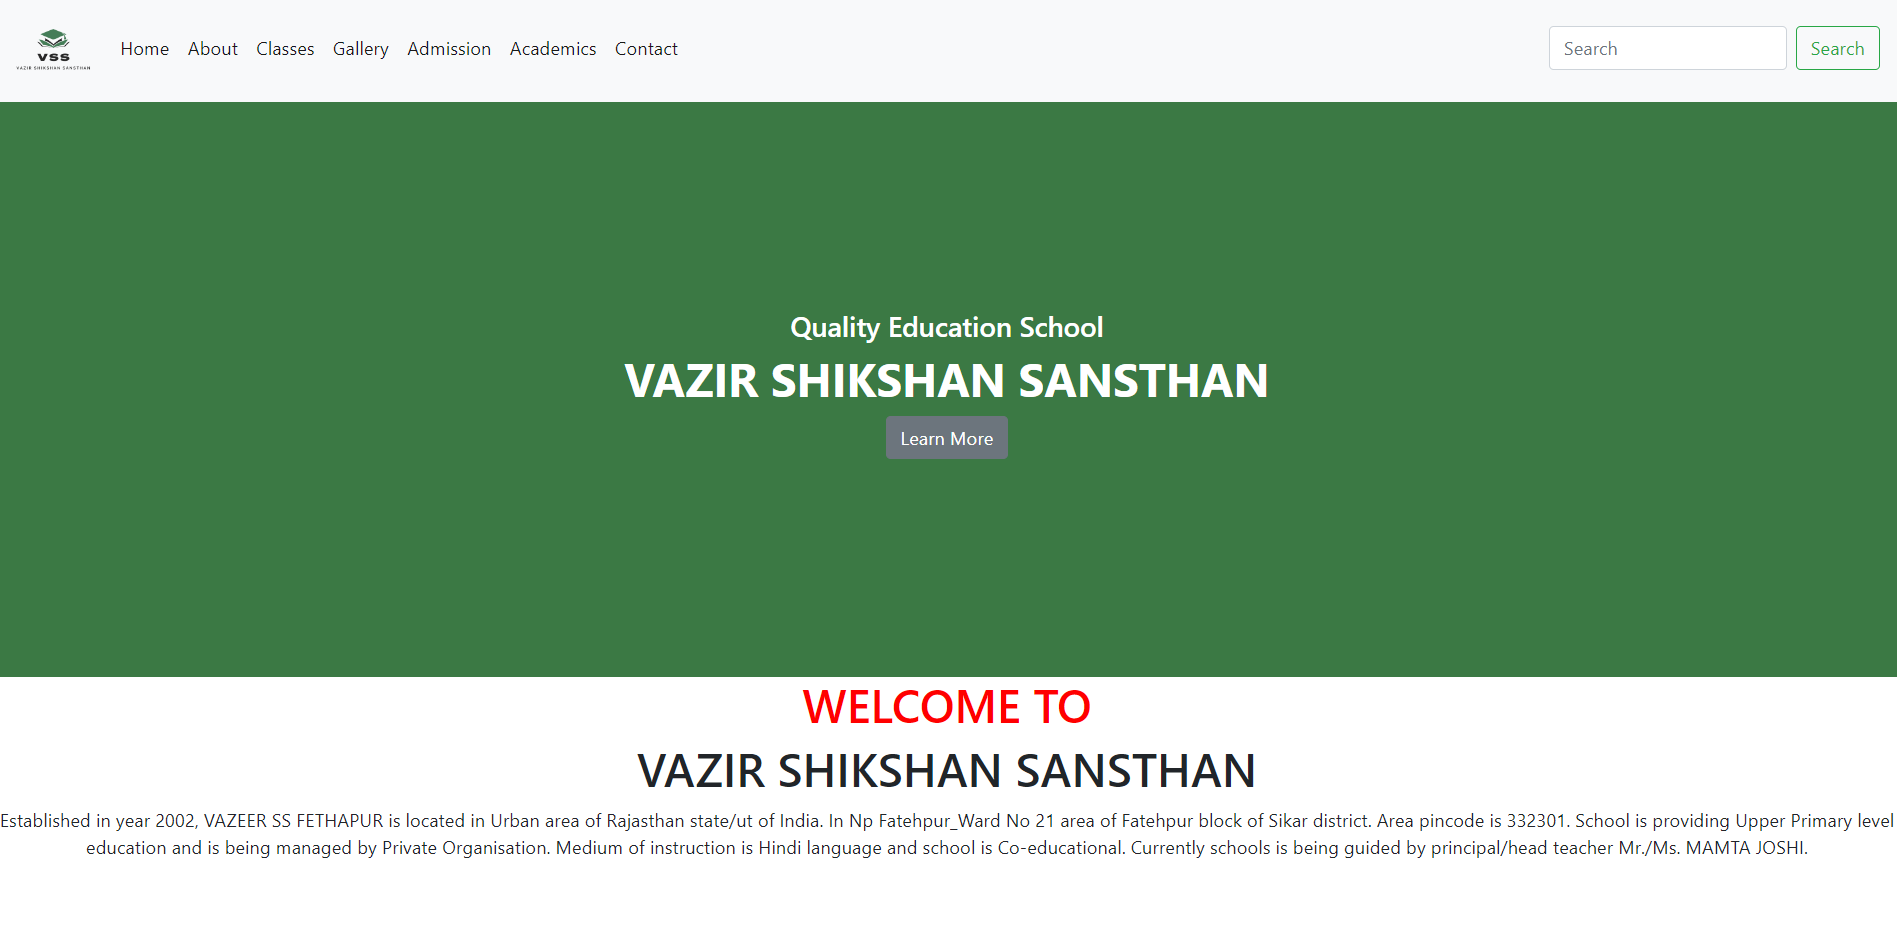 VSS
VAZIR SHIKSHAN SANSTHAN
Home About Classes Gallery Admission Academics Contact Search Search
Quality Education School
VAZIR SHIKSHAN SANSTHAN
Learn More
WELCOME TO
VAZIR SHIKSHAN SANSTHAN
Established in year 2002, VAZEER SS FETHAPUR is located in Urban area of Rajasthan state/ut of India. In Np Fatehpur_Ward No 21 area of Fatehpur block of Sikar district. Area pincode is 332301. School is providing Upper Primary level
education and is being managed by Private Organisation. Medium of instruction is Hindi language and school is Co-educational. Currently schools is being guided by principal/head teacher Mr./Ms. MAMTA JOSHI.